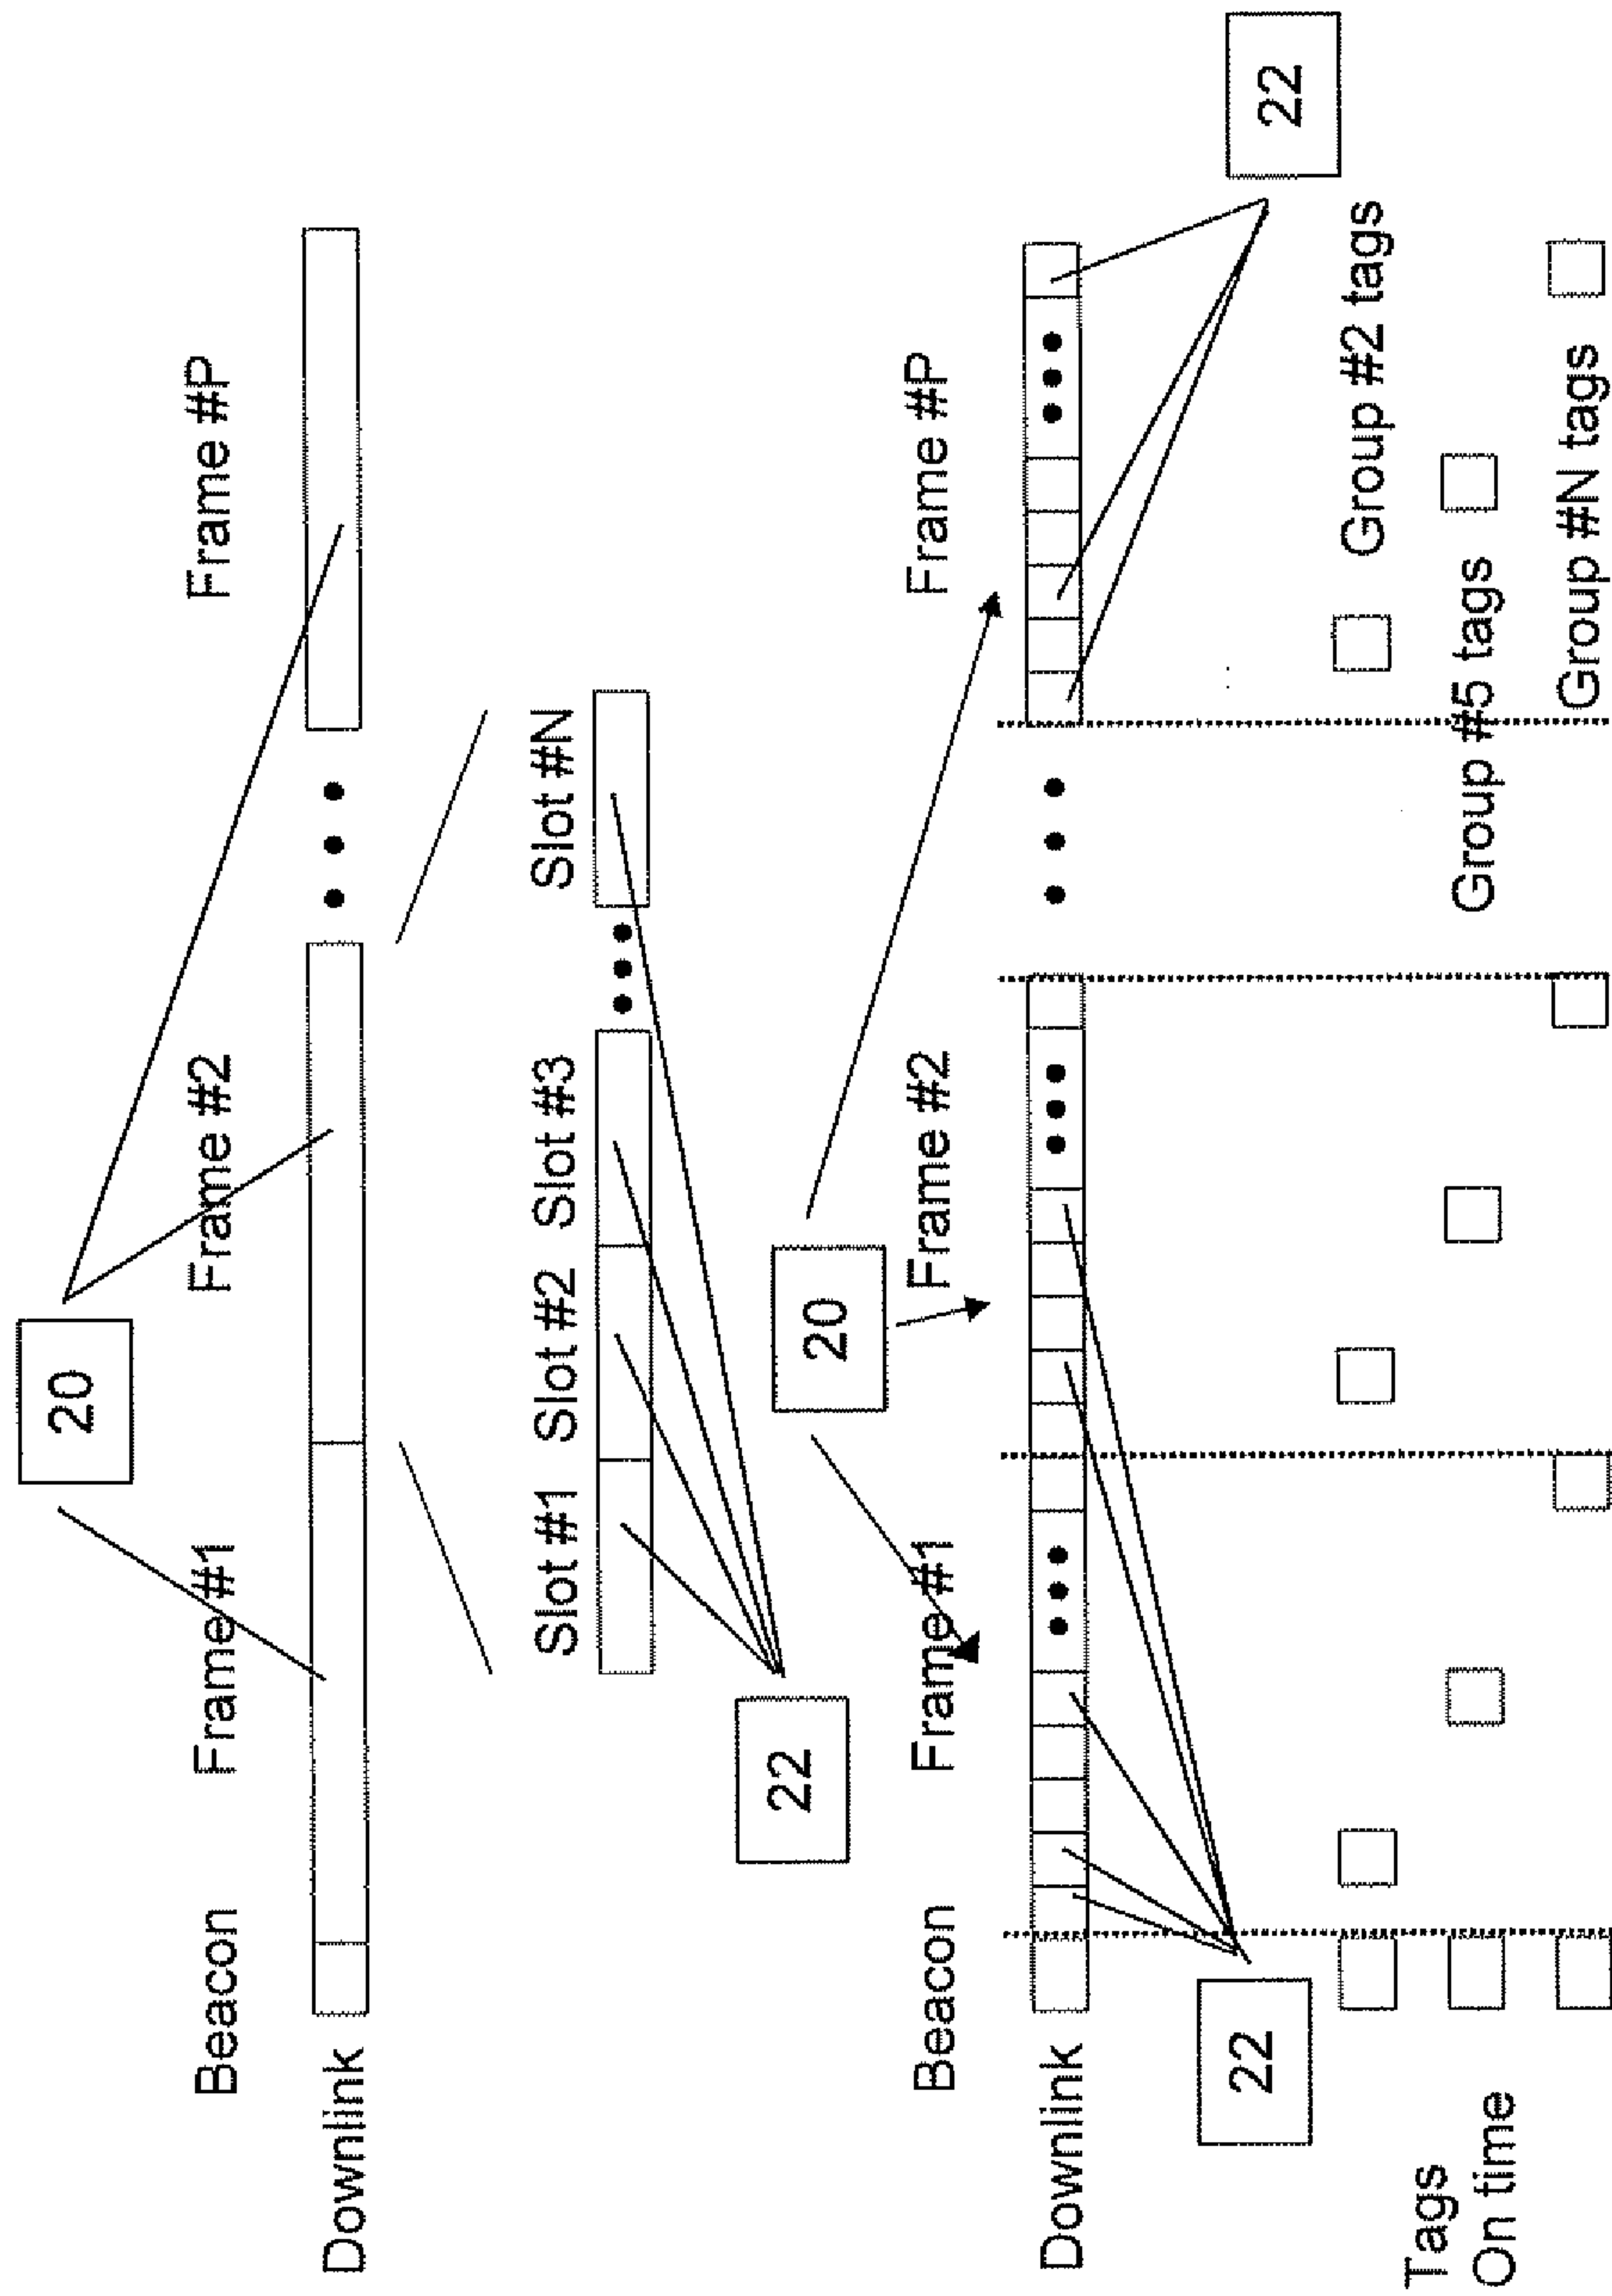 20
Beacon Frame #1 Frame #2 Frame #P
Downlink
Slot #1 Slot #2 Slot #3 Slot #N
22
20
Beacon Frame #1 Frame #2 Frame #P
Downlink
22
22
Tags
On time
Group #2 tags
Group #5 tags
Group #N tags